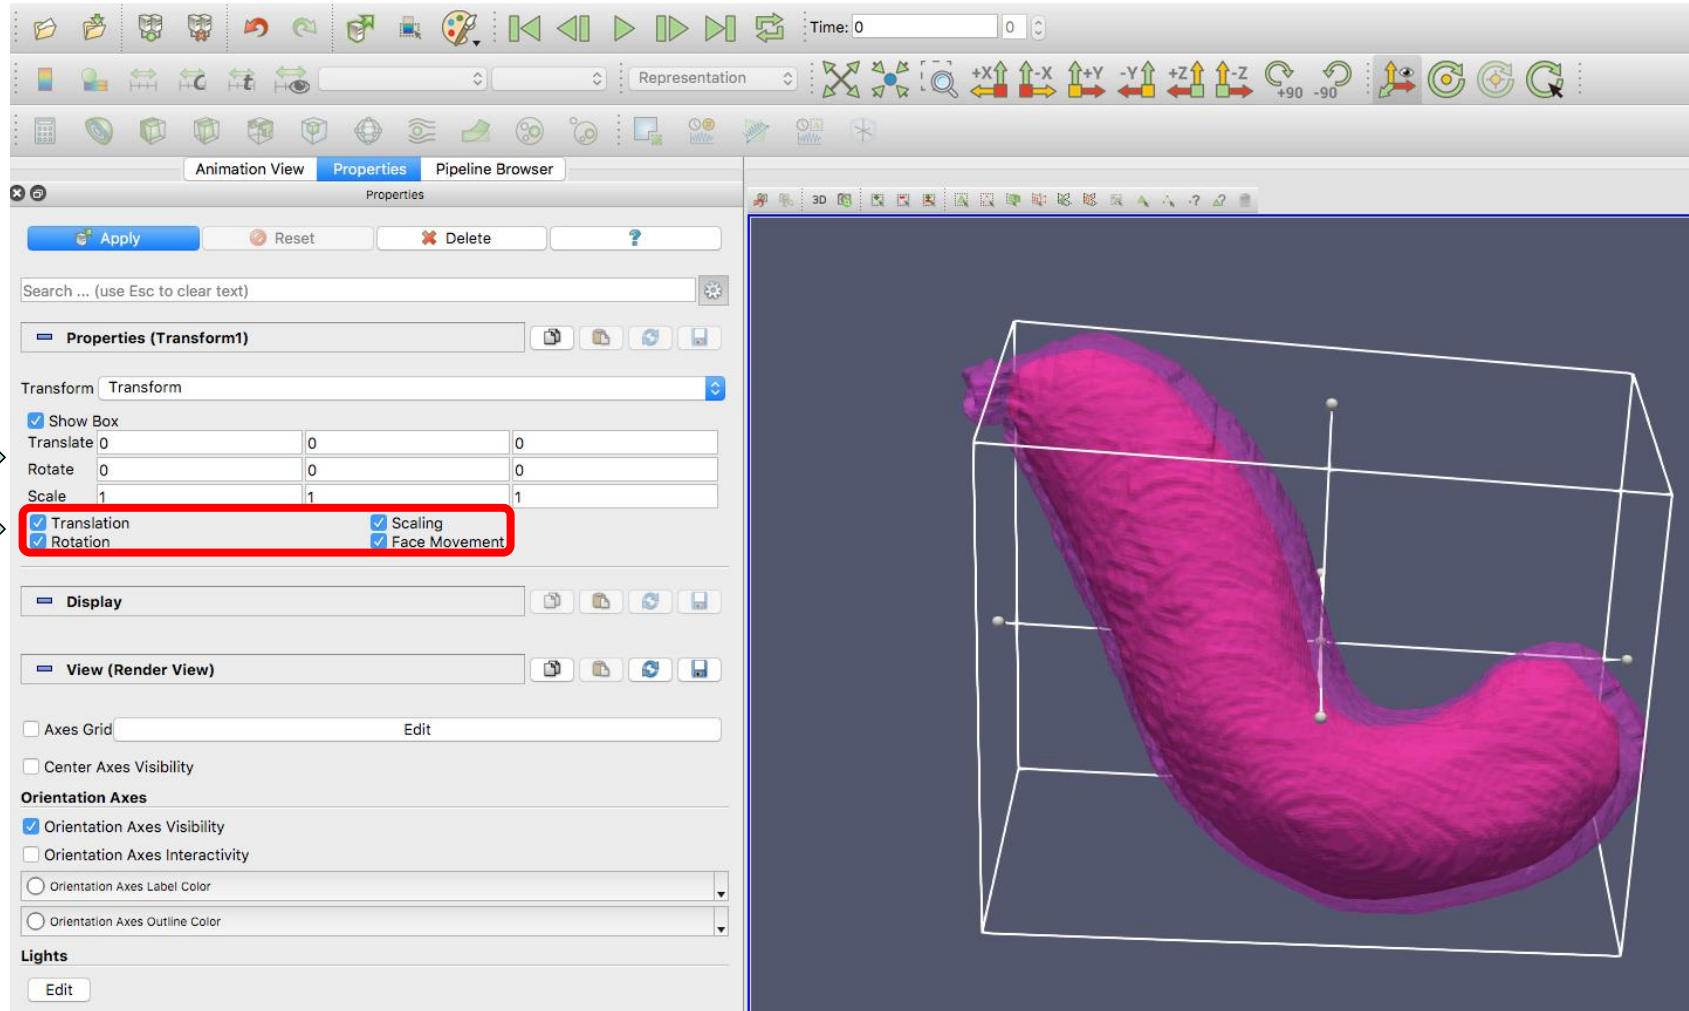 Time: 0 0
Representation
+X -X +Y -Y +Z -Z +90 -90
Animation View Properties Pipeline Browser
Properties
Apply Reset Delete ?
Search ... (use Esc to clear text)
3D
Properties (Transform1)
Transform Transform
Show Box
Translate 0 0 0
Rotate 0 0 0
Scale 1 1 1
Translation Scaling
Rotation Face Movement
Display
View (Render View)
Axes Grid Edit
Center Axes Visibility
Orientation Axes
Orientation Axes Visibility
Orientation Axes Interactivity
Orientation Axes Label Color
Orientation Axes Outline Color
Lights
Edit